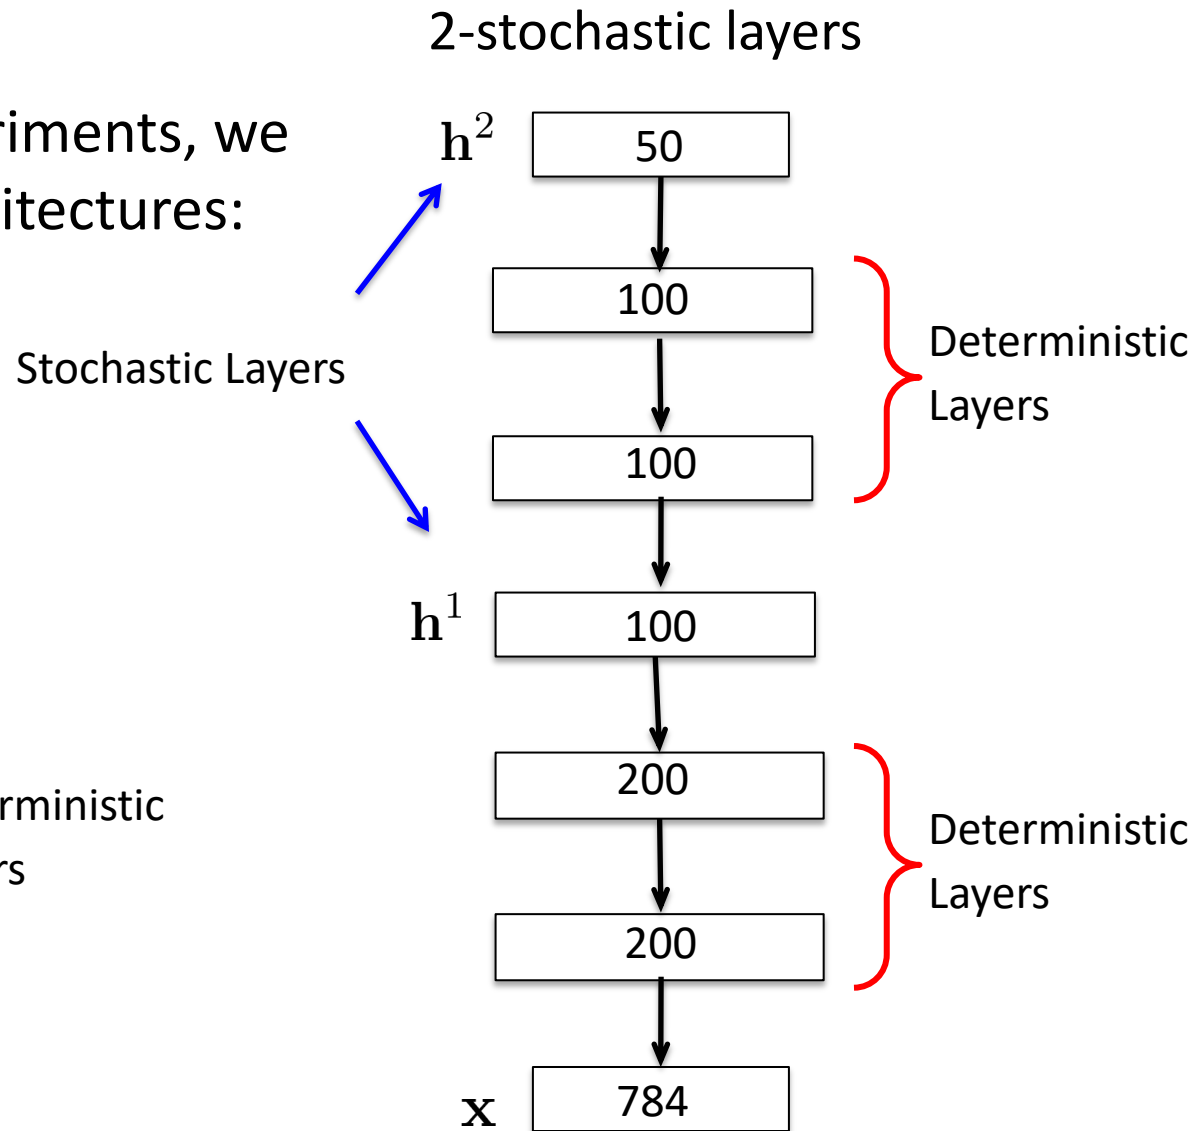 2-stochastic layers
riments, we
itectures:
h²
50
100
Deterministic
Layers
Stochastic Layers
100
h¹
100
200
rministic
rs
Deterministic
Layers
200
x
784